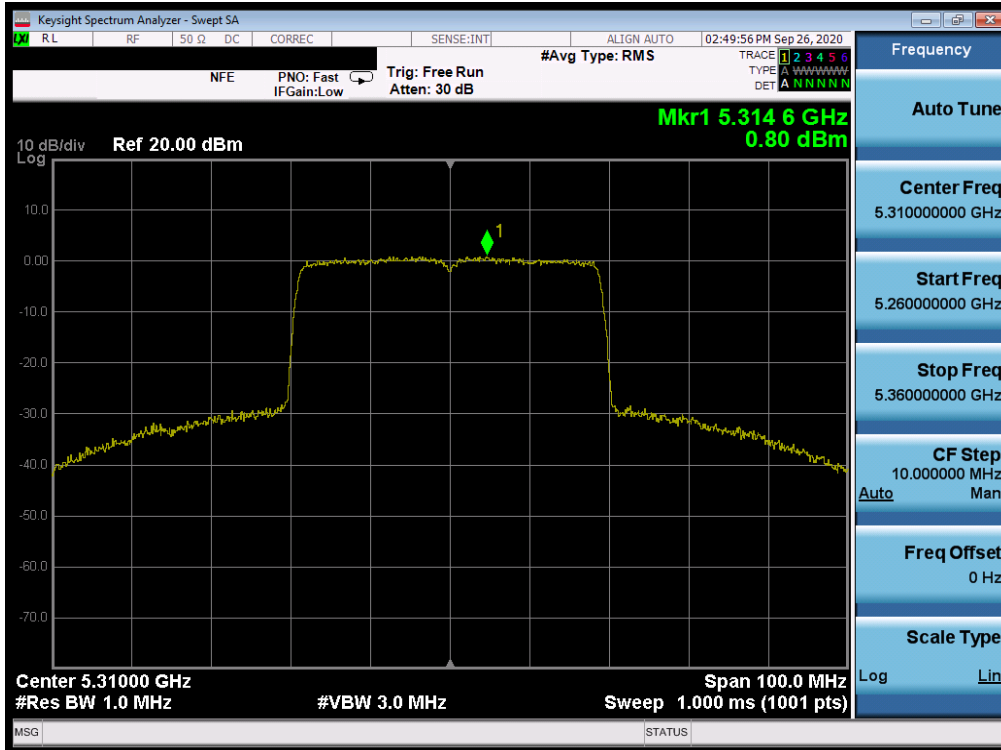 Keysight Spectrum Analyzer - Swept SA
LXI RL RF 50 Ω DC CORREC SENSE:INT ALIGN AUTO 02:49:56 PM Sep 26, 2020
#Avg Type: RMS TRACE 1 2 3 4 5 6
NFE PNO: Fast Trig: Free Run TYPE A WWWWW
IFGain:Low Atten: 30 dB DET A N N N N N
Mkr1 5.314 6 GHz
0.80 dBm
10 dB/div Ref 20.00 dBm
Log
10.0
1
0.00
-10.0
-20.0
-30.0
-40.0
-50.0
-60.0
-70.0
Center 5.31000 GHz Span 100.0 MHz
#Res BW 1.0 MHz #VBW 3.0 MHz Sweep 1.000 ms (1001 pts)
MSG STATUS
Frequency
Auto Tune
Center Freq
5.310000000 GHz
Start Freq
5.260000000 GHz
Stop Freq
5.360000000 GHz
CF Step
10.000000 MHz
Auto Man
Freq Offset
0 Hz
Scale Type
Log Lin